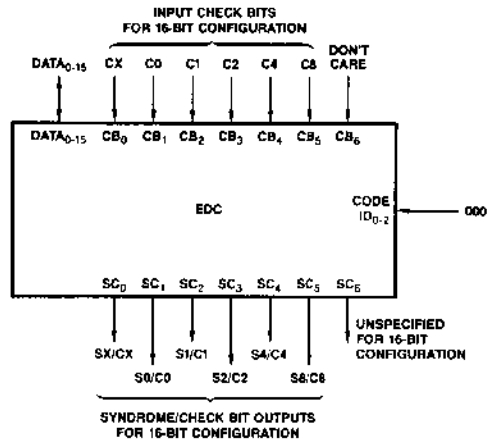 INPUT CHECK BITS
FOR 16-BIT CONFIGURATION
DATA0-15 CX C0 C1 C2 C4 C8 DON'T
CARE
DATA0-15 CB0 CB1 CB2 CB3 CB4 CB5 CB6
CODE
ID0-2
000
EDC
SC0 SC1 SC2 SC3 SC4 SC5 SC6
UNSPECIFIED
FOR 16-BIT
CONFIGURATION
SX/CX S1/C1 S4/C4
S0/C0 S2/C2 S8/C8
SYNDROME/CHECK BIT OUTPUTS
FOR 16-BIT CONFIGURATION